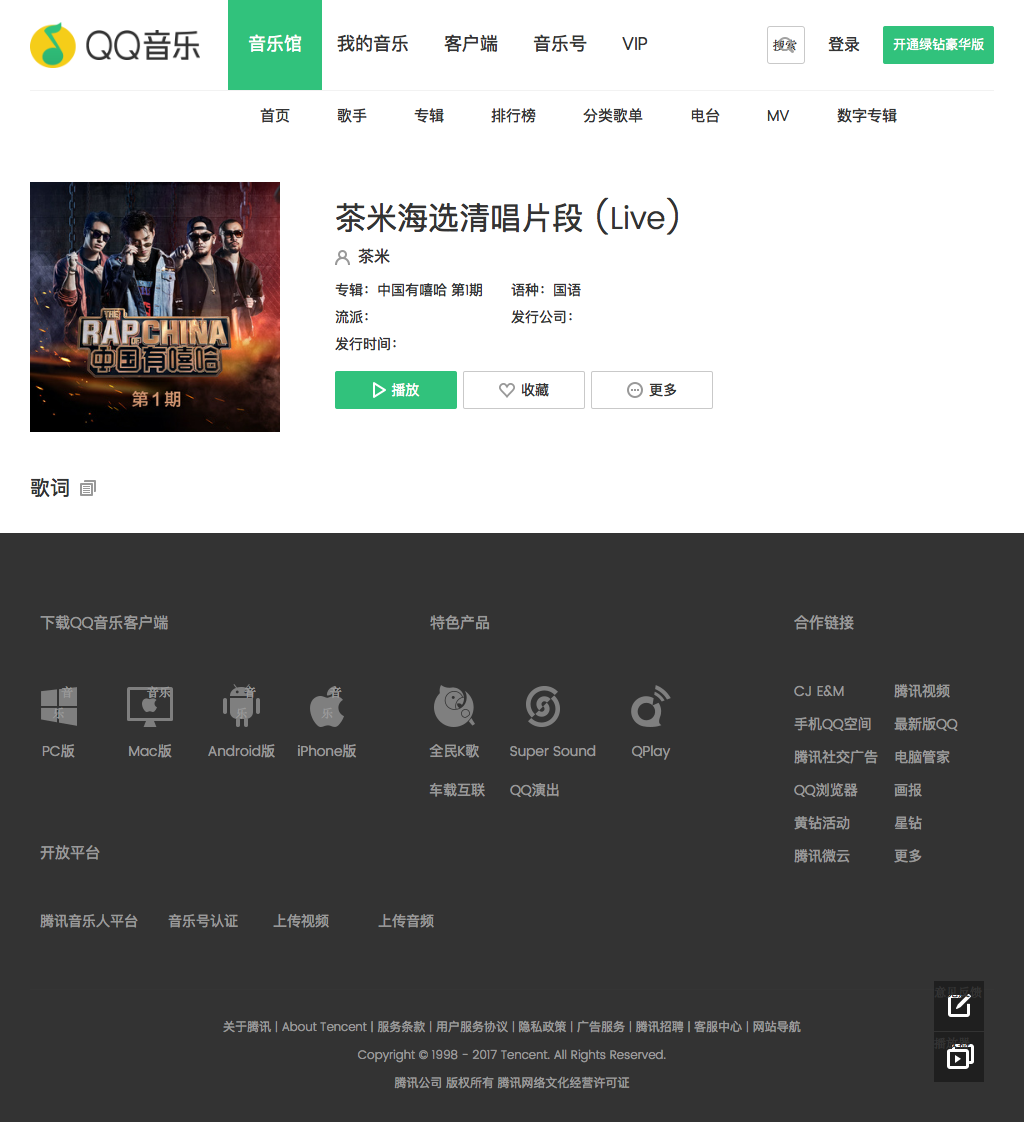 QQ音乐
音乐馆 我的音乐 客户端 音乐号 VIP
搜索 登录 开通绿钻豪华版
首页 歌手 专辑 排行榜 分类歌单 电台 MV 数字专辑
THE
RAP OF CHINA
中国有嘻哈
第1期
茶米海选清唱片段 (Live)
茶米
专辑：中国有嘻哈 第1期 语种：国语
流派： 发行公司：
发行时间：
播放 收藏 更多
歌词
下载QQ音乐客户端
音乐 音乐 音乐 音乐
PC版 Mac版 Android版 iPhone版
特色产品
全民K歌 Super Sound QPlay
车载互联 QQ演出
合作链接
CJ E&M 腾讯视频
手机QQ空间 最新版QQ
腾讯社交广告 电脑管家
QQ浏览器 画报
黄钻活动 星钻
腾讯微云 更多
开放平台
腾讯音乐人平台 音乐号认证 上传视频 上传音频
关于腾讯 | About Tencent | 服务条款 | 用户服务协议 | 隐私政策 | 广告服务 | 腾讯招聘 | 客服中心 | 网站导航
Copyright © 1998 - 2017 Tencent. All Rights Reserved.
腾讯公司 版权所有 腾讯网络文化经营许可证